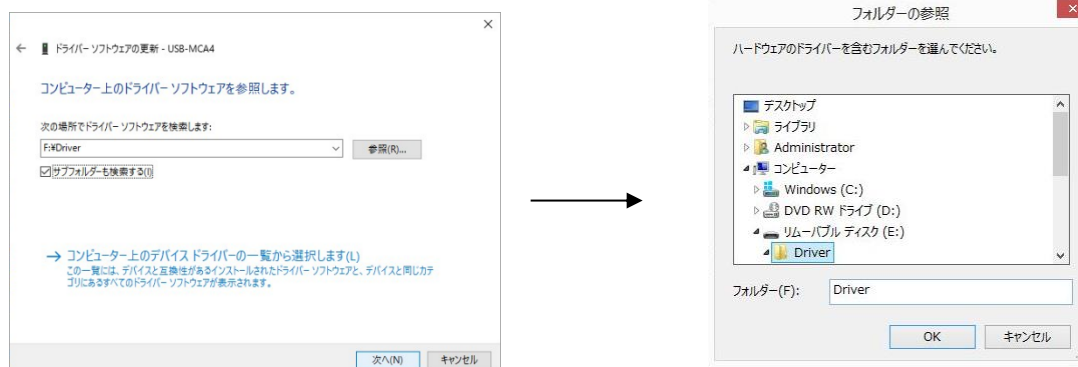 ドライバー ソフトウェアの更新 - USB-MCA4
コンピューター上のドライバー ソフトウェアを参照します。
次の場所でドライバー ソフトウェアを検索します:
F:¥Driver
参照(R)...
サブフォルダーも検索する(I)
コンピューター上のデバイス ドライバーの一覧から選択します(L)
この一覧には、デバイスと互換性があるインストールされたドライバー ソフトウェアと、デバイスと同じカテ
ゴリにあるすべてのドライバー ソフトウェアが表示されます。
次へ(N)
キャンセル
フォルダーの参照
ハードウェアのドライバーを含むフォルダーを選んでください。
デスクトップ
ライブラリ
Administrator
コンピューター
Windows (C:)
DVD RW ドライブ (D:)
リムーバブル ディスク (E:)
Driver
フォルダー(F):
Driver
OK
キャンセル